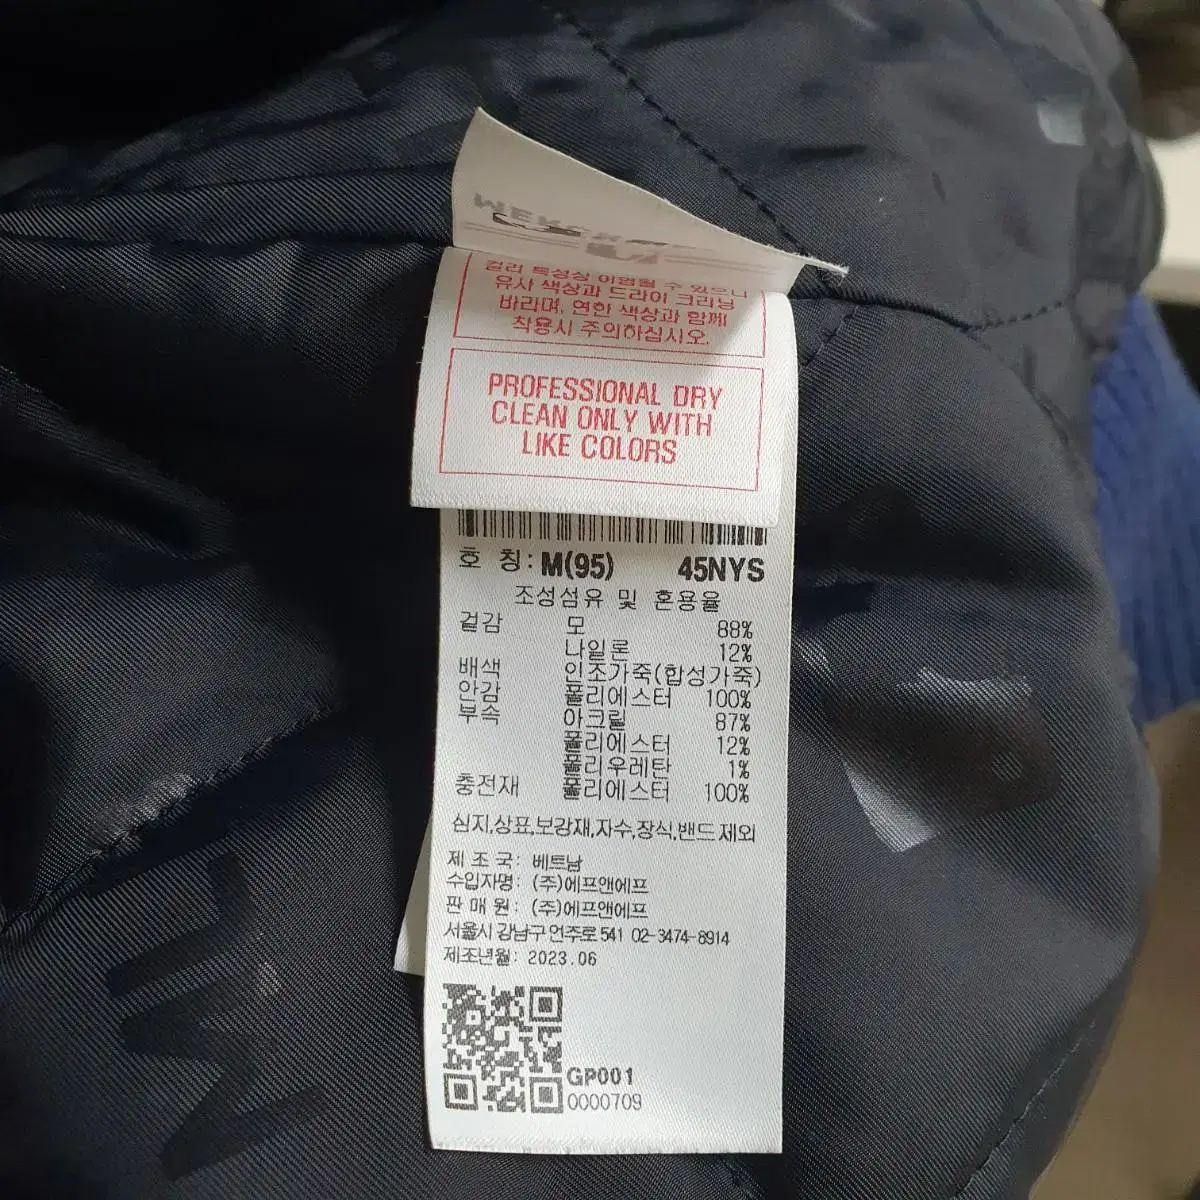 컬러 특성상 이염될 수 있으니
유사 색상과 드라이 크리닝
바라며, 연한 색상과 함께
착용시 주의하십시오.
PROFESSIONAL DRY
CLEAN ONLY WITH
LIKE COLORS
호 칭: M(95) 45NYS
조성섬유 및 혼용율
겉감 모 88%
나일론 12%
배색 인조가죽(합성가죽)
안감 폴리에스터 100%
부속 아크릴 87%
폴리에스터 12%
폴리우레탄 1%
충전재 폴리에스터 100%
심지,상표,보강재,자수,장식,밴드 제외
제 조 국: 베트남
수입자명: (주)에프앤에프
판 매 원: (주)에프앤에프
서울시 강남구 언주로 541 02-3474-8914
제조년월: 2023.06
GP001
0000709